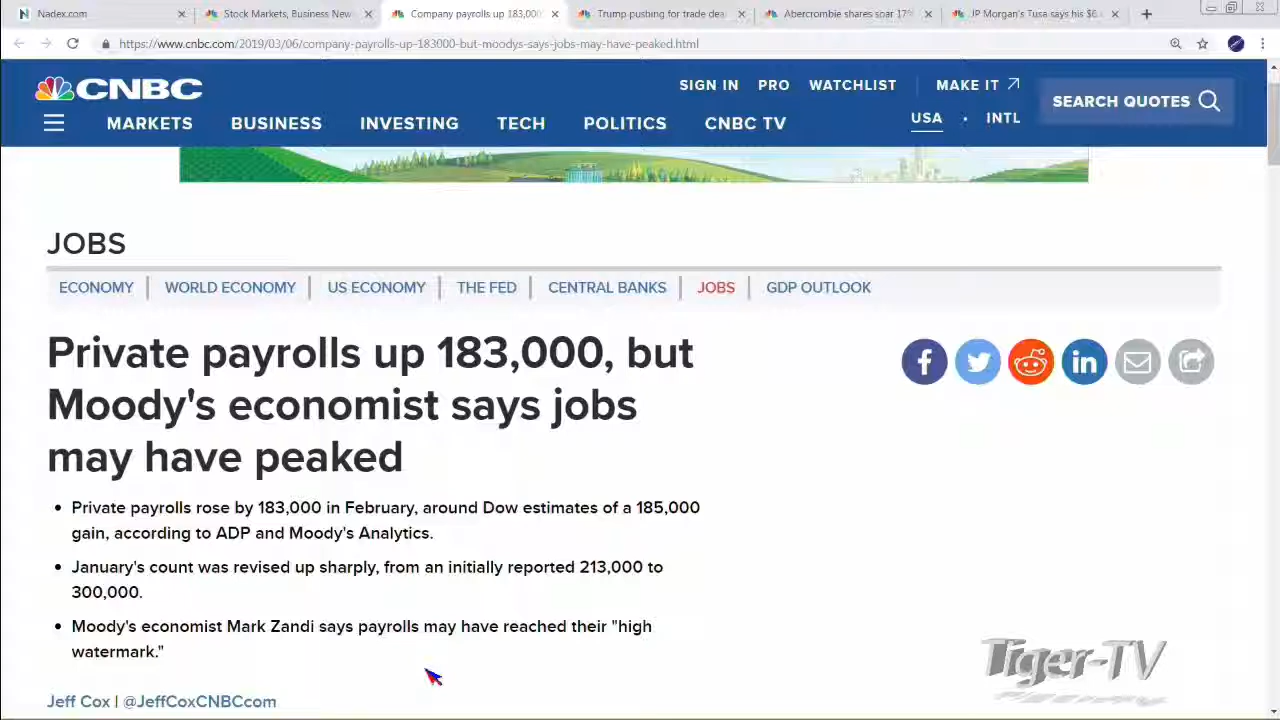 Nadex.com
Stock Markets, Business New
Company payrolls up 183,000
Trump pushing for trade de
Abercrombie shares soar 17%
JP Morgan's Tusa says his $6
https://www.cnbc.com/2019/03/06/company-payrolls-up-183000-but-moodys-says-jobs-may-have-peaked.html
CNBC
SIGN IN PRO WATCHLIST MAKE IT
SEARCH QUOTES
MARKETS BUSINESS INVESTING TECH POLITICS CNBC TV
USA • INTL
JOBS
ECONOMY WORLD ECONOMY US ECONOMY THE FED CENTRAL BANKS JOBS GDP OUTLOOK
Private payrolls up 183,000, but
Moody's economist says jobs
may have peaked
• Private payrolls rose by 183,000 in February, around Dow estimates of a 185,000
gain, according to ADP and Moody's Analytics.
• January's count was revised up sharply, from an initially reported 213,000 to
300,000.
• Moody's economist Mark Zandi says payrolls may have reached their "high
watermark."
Jeff Cox | @JeffCoxCNBCcom
Tiger-TV